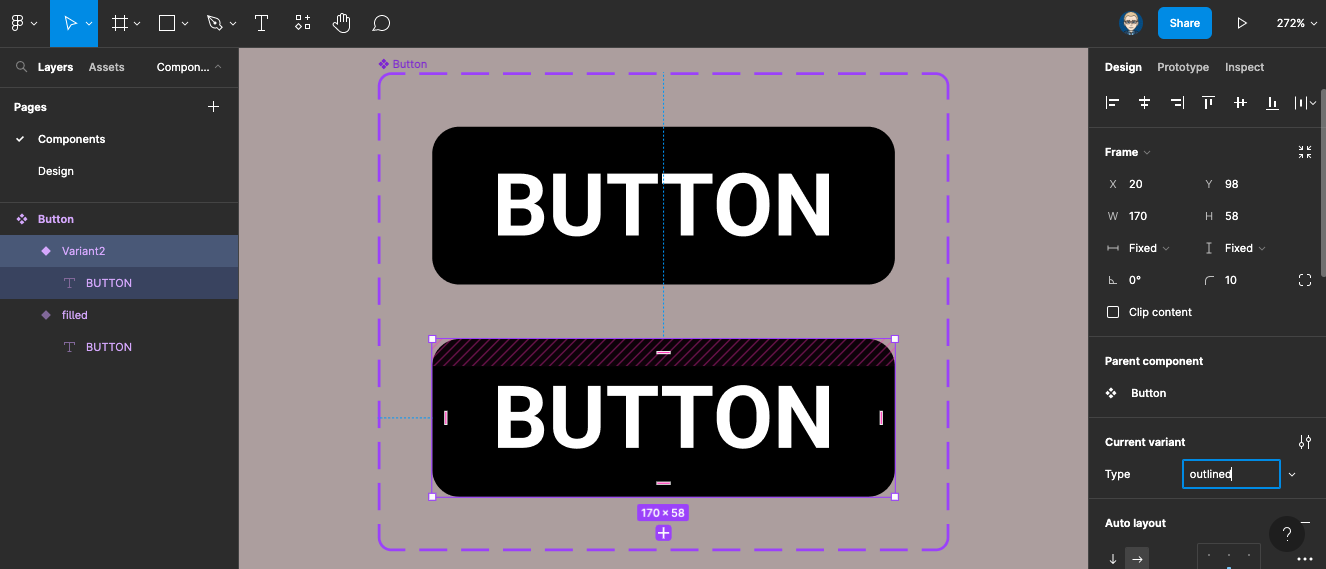 Share
272%
Layers
Assets
Compon...
Pages
Components
Design
Button
Variant2
BUTTON
filled
BUTTON
Button
BUTTON
BUTTON
170 × 58
Design
Prototype
Inspect
Frame
X 20
Y 98
W 170
H 58
Fixed
Fixed
0°
10
Clip content
Parent component
Button
Current variant
Type
outlined
Auto layout
?